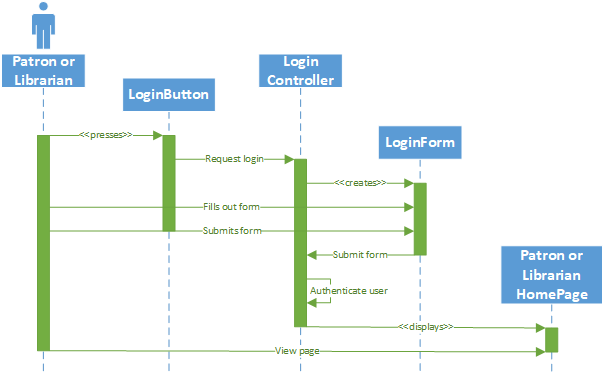 Patron or
Librarian
LoginButton
Login
Controller
LoginForm
Patron or
Librarian
HomePage
<<presses>>
Request login
<<creates>>
Fills out form
Submits form
Submit form
Authenticate user
<<displays>>
View page